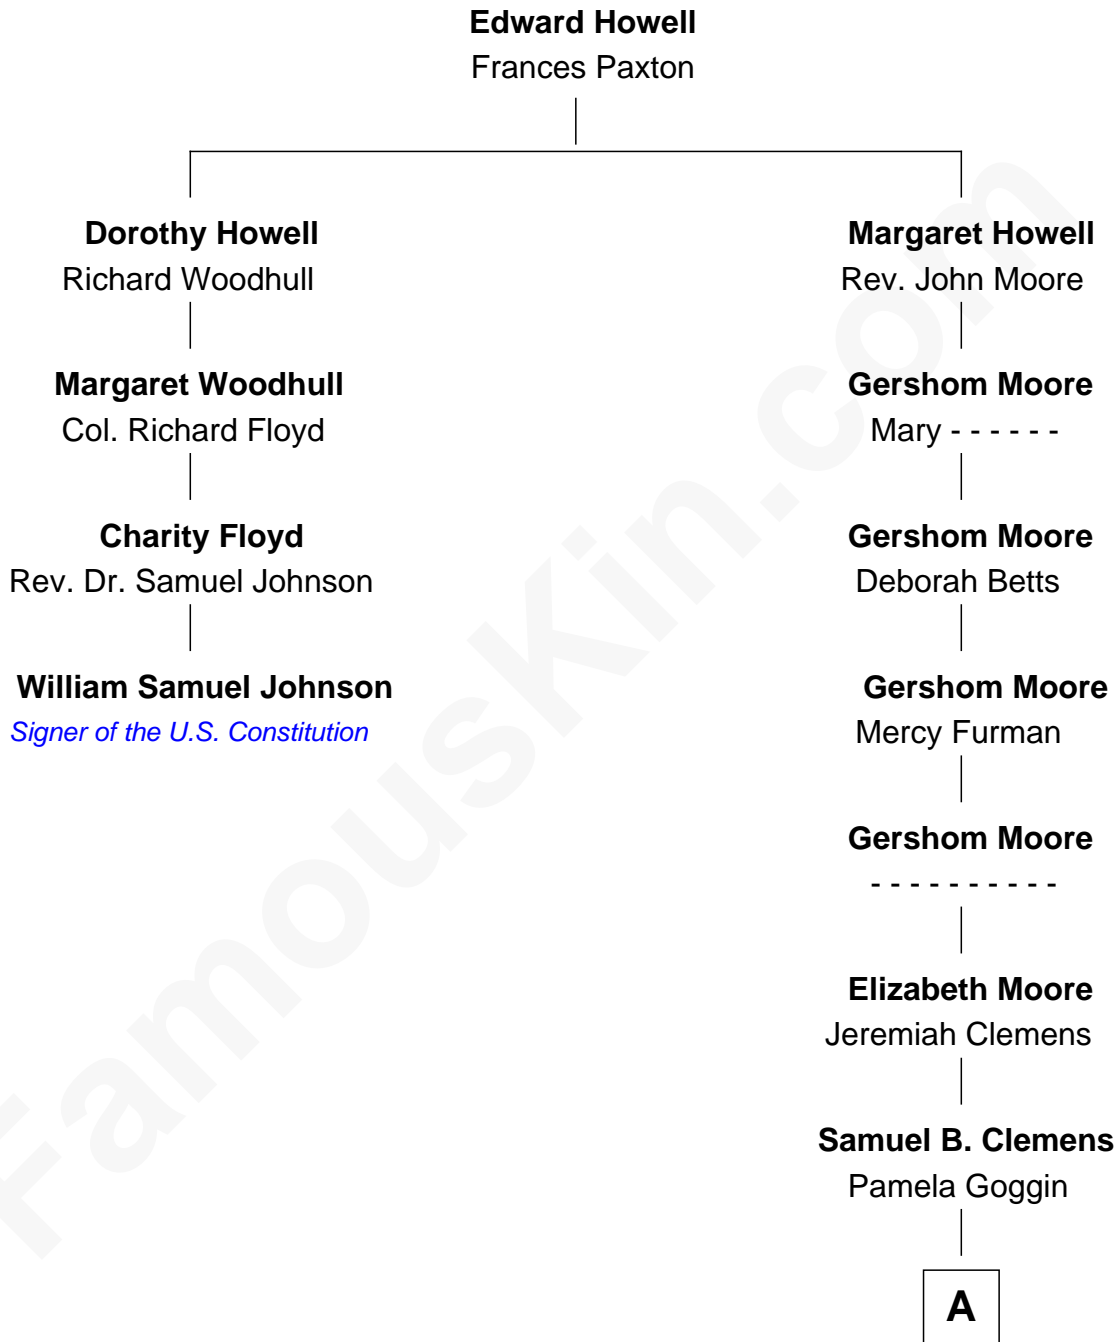 Edward Howell
Frances Paxton
Dorothy Howell
Richard Woodhull
Margaret Woodhull
Col. Richard Floyd
Charity Floyd
Rev. Dr. Samuel Johnson
William Samuel Johnson
Signer of the U.S. Constitution
Margaret Howell
Rev. John Moore
Gershom Moore
Mary - - - - - -
Gershom Moore
Deborah Betts
Gershom Moore
Mercy Furman
Gershom Moore
- - - - - - - - - -
Elizabeth Moore
Jeremiah Clemens
Samuel B. Clemens
Pamela Goggin
A
FamousKin.com